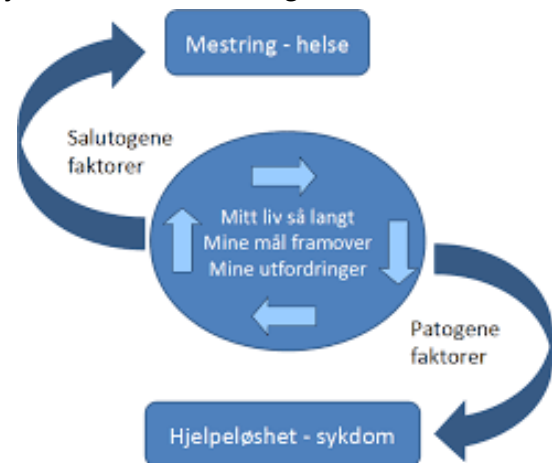 Mestring - helse
Salutogene
faktorer
Mitt liv så langt
Mine mål framover
Mine utfordringer
Patogene
faktorer
Hjelpeløshet - sykdom